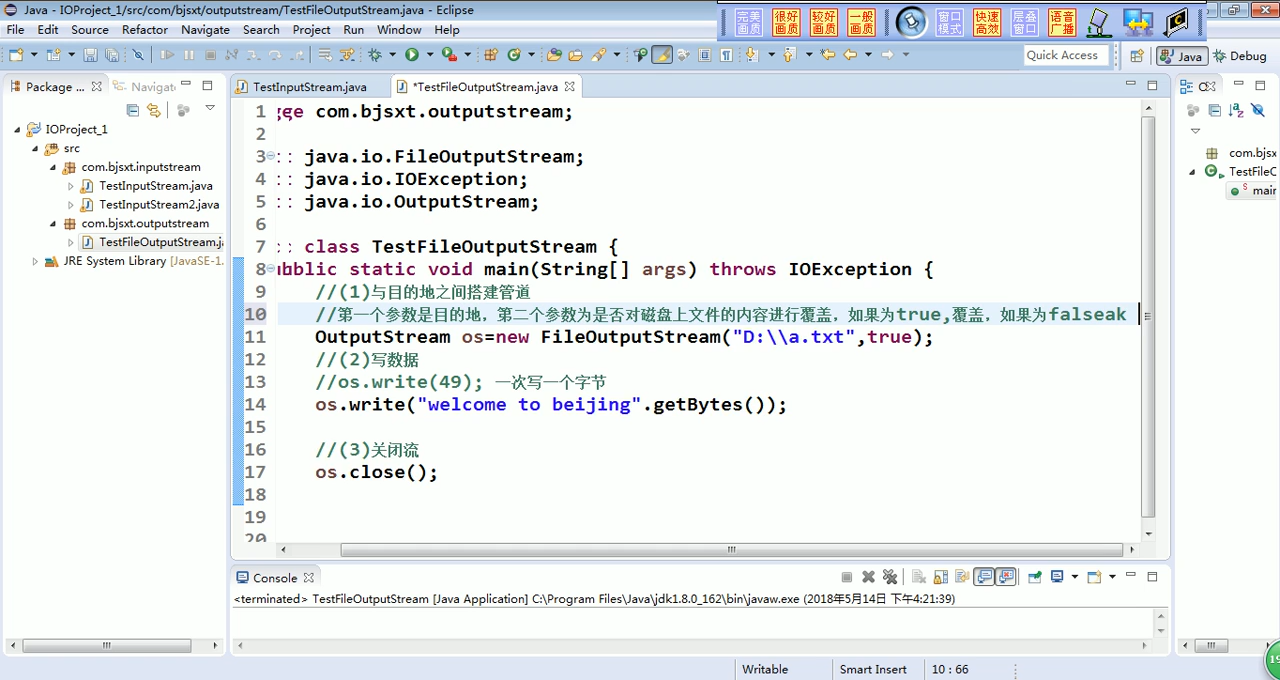 Java - IOProject_1/src/com/bjsxt/outputstream/TestFileOutputStream.java - Eclipse
完美画质 很好画质 较好画质 一般画质 窗口模式 快速高效 层叠窗口 语音广播
File Edit Source Refactor Navigate Search Project Run Window Help
Quick Access Java Debug
Package ... Navigat
IOProject_1
src
com.bjsxt.inputstream
TestInputStream.java
TestInputStream2.java
com.bjsxt.outputstream
TestFileOutputStream.j
JRE System Library [JavaSE-1.
TestInputStream.java *TestFileOutputStream.java
1 ge com.bjsxt.outputstream;
2
3 java.io.FileOutputStream;
4 java.io.IOException;
5 java.io.OutputStream;
6
7 class TestFileOutputStream {
8 ublic static void main(String[] args) throws IOException {
9 //(1)与目的地之间搭建管道
10 //第一个参数是目的地，第二个参数为是否对磁盘上文件的内容进行覆盖，如果为true,覆盖，如果为falseak
11 OutputStream os=new FileOutputStream("D:\\a.txt",true);
12 //(2)写数据
13 //os.write(49); 一次写一个字节
14 os.write("welcome to beijing".getBytes());
15
16 //(3)关闭流
17 os.close();
18
19
20
com.bjsx
TestFileC
main
Console
<terminated> TestFileOutputStream [Java Application] C:\Program Files\Java\jdk1.8.0_162\bin\javaw.exe (2018年5月14日 下午4:21:39)
Writable Smart Insert 10 : 66